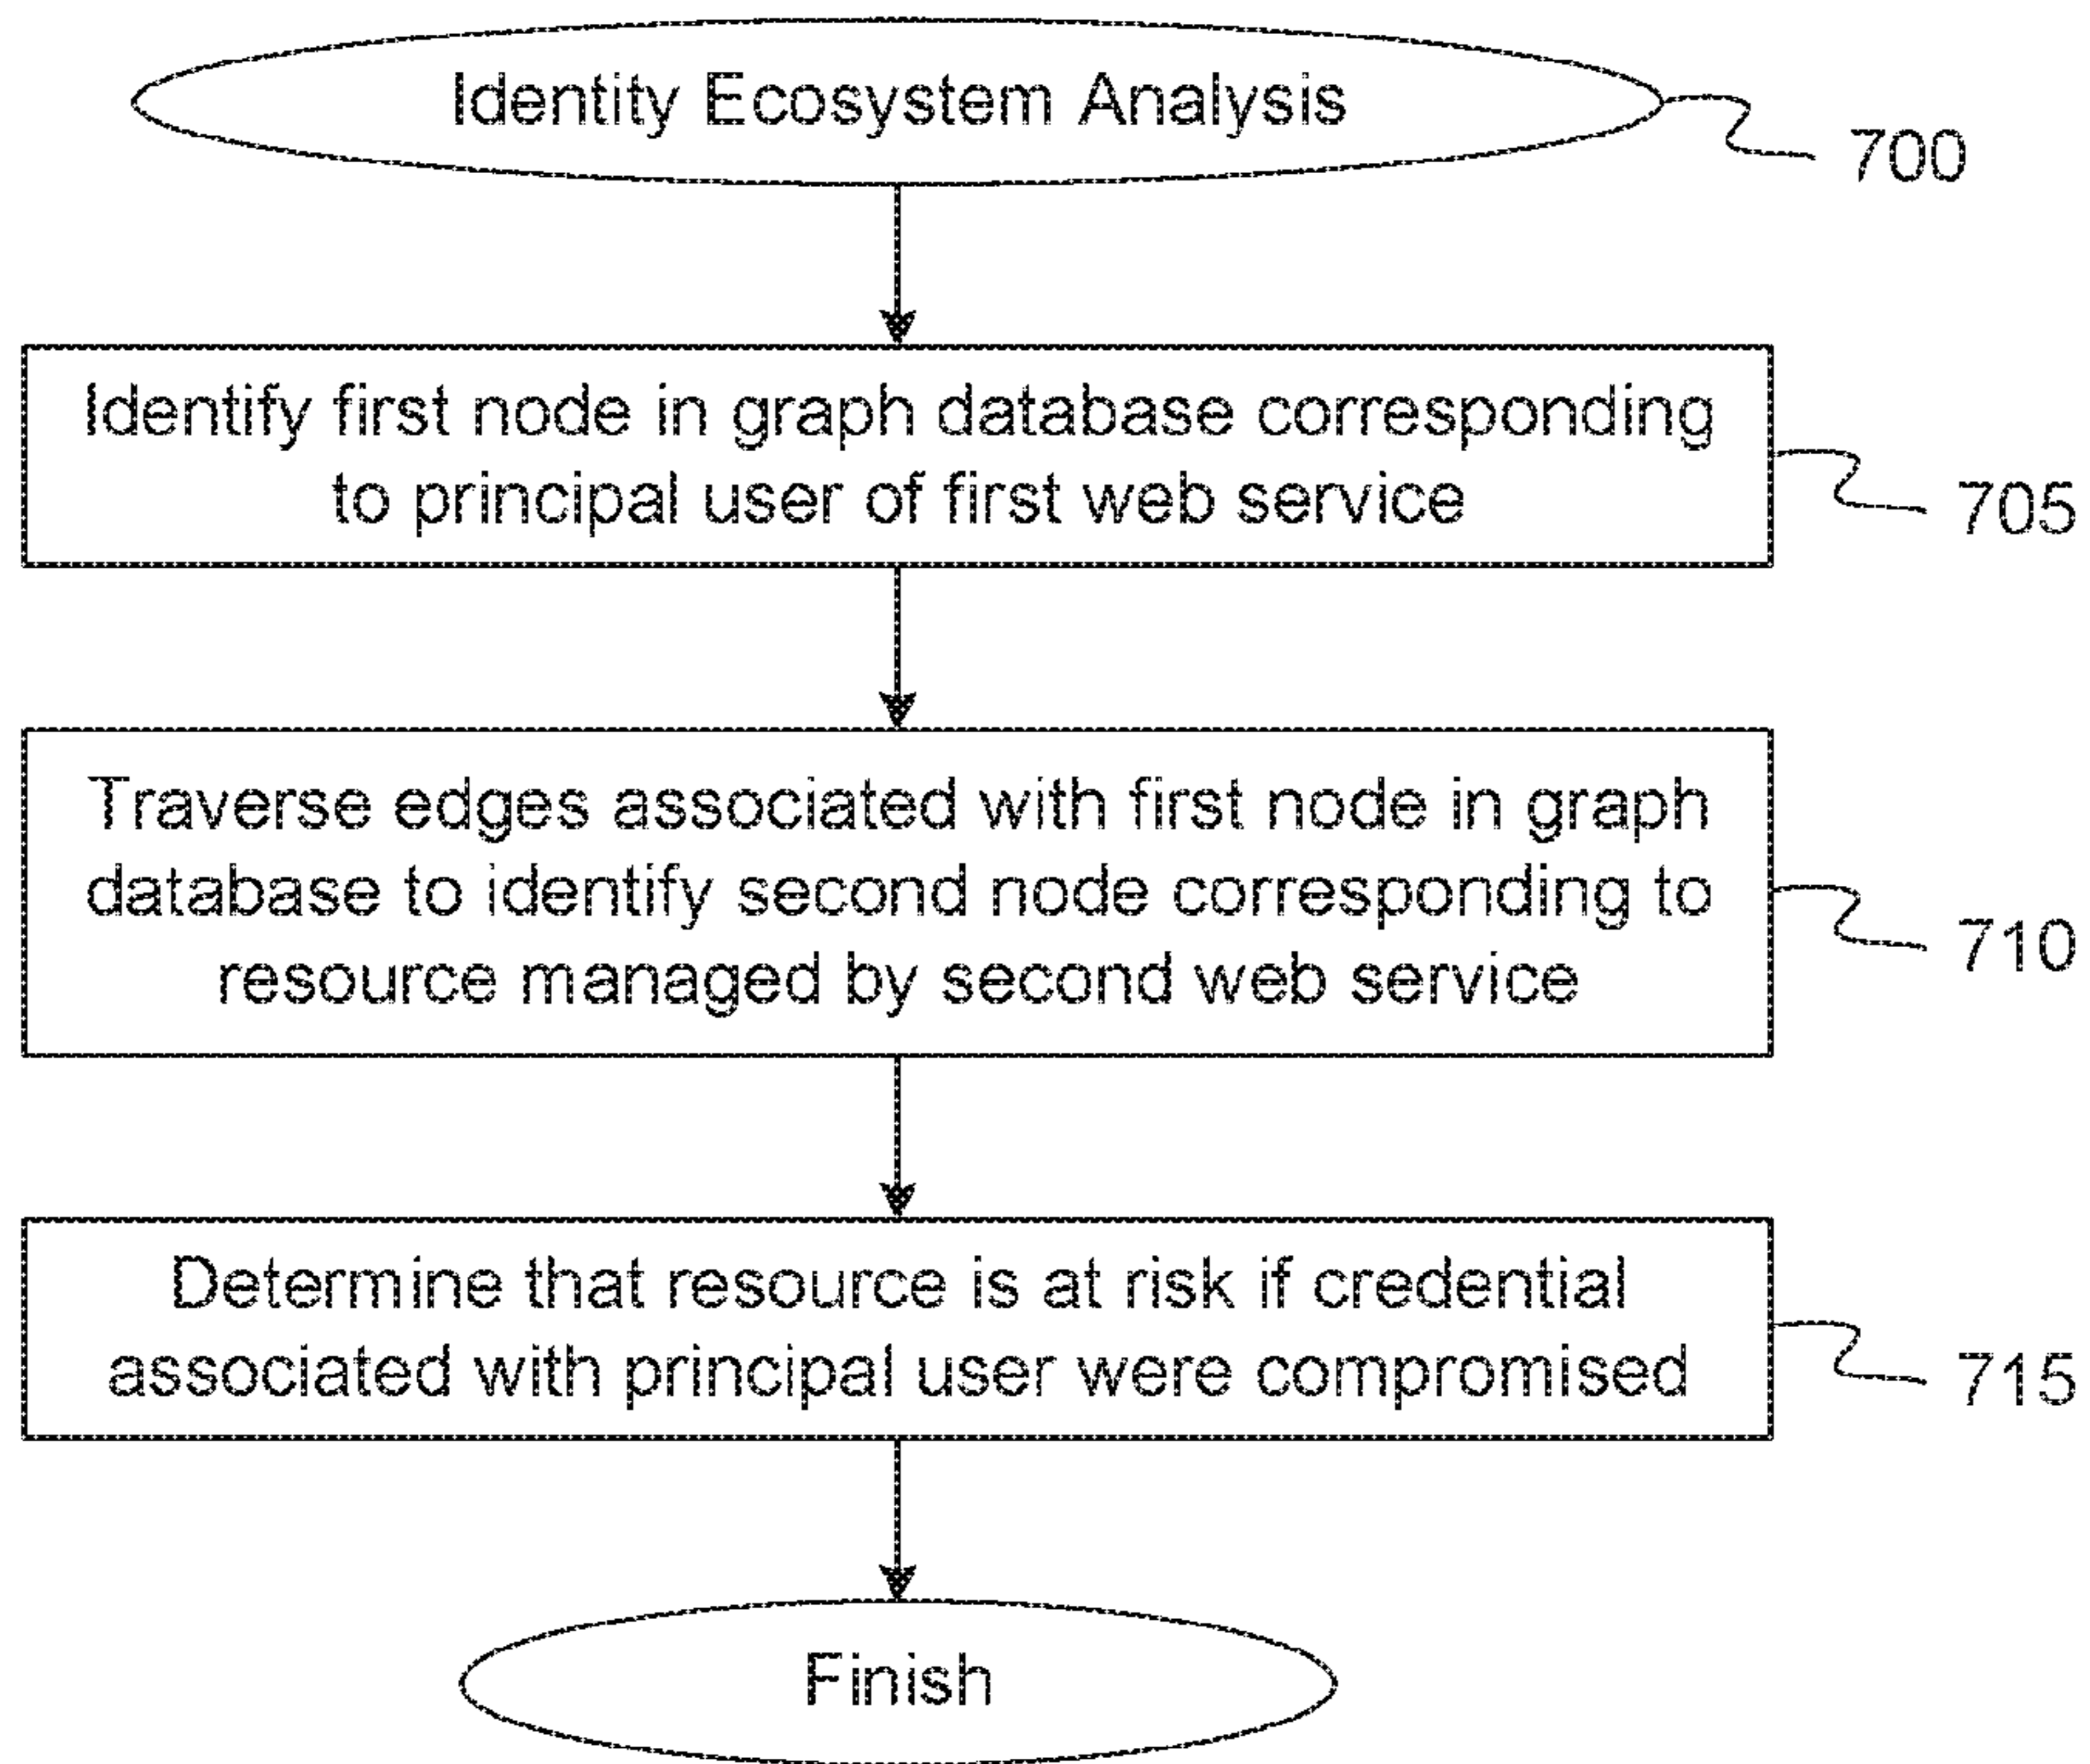 Identity Ecosystem Analysis
700
Identify first node in graph database corresponding
to principal user of first web service
705
Traverse edges associated with first node in graph
database to identify second node corresponding to
resource managed by second web service
710
Determine that resource is at risk if credential
associated with principal user were compromised
715
Finish